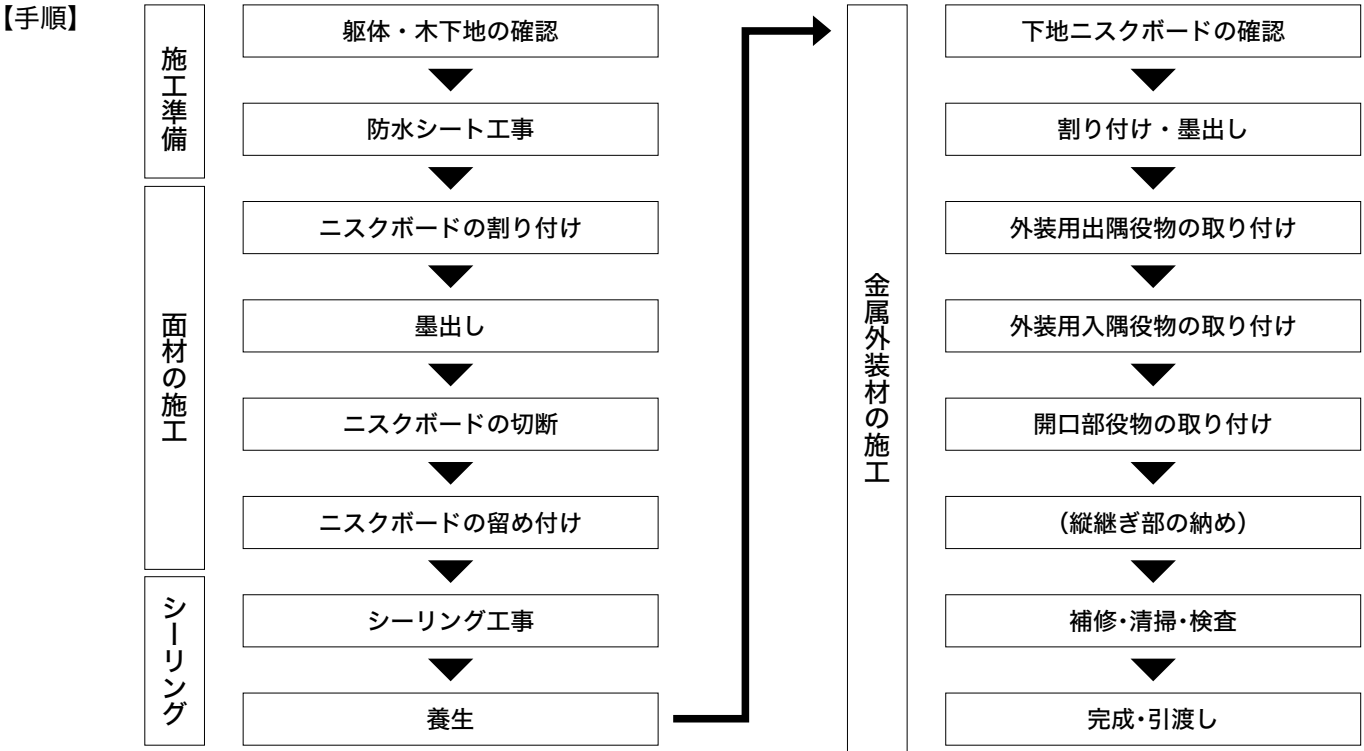 【手順】
施工準備
躯体・木下地の確認
防水シート工事
面材の施工
ニスクボードの割り付け
墨出し
ニスクボードの切断
ニスクボードの留め付け
シーリング
シーリング工事
養生
金属外装材の施工
下地ニスクボードの確認
割り付け・墨出し
外装用出隅役物の取り付け
外装用入隅役物の取り付け
開口部役物の取り付け
（縦継ぎ部の納め）
補修･清掃･検査
完成･引渡し